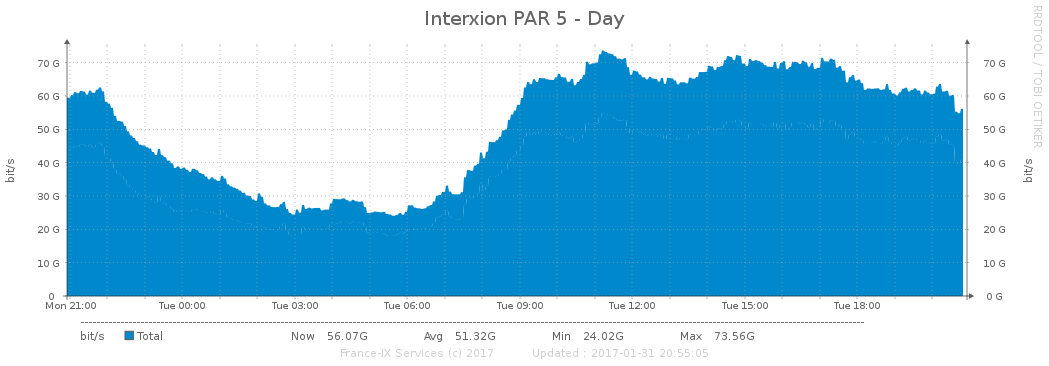 Interxion PAR 5 - Day
RRDTOOL / TOBI OETIKER
bit/s
70 G
60 G
50 G
40 G
30 G
20 G
10 G
0
70 G
60 G
50 G
40 G
30 G
20 G
10 G
0 G
bit/s
Mon 21:00 Tue 00:00 Tue 03:00 Tue 06:00 Tue 09:00 Tue 12:00 Tue 15:00 Tue 18:00
bit/s Total Now 56.07G Avg 51.32G Min 24.02G Max 73.56G
France-IX Services (c) 2017 Updated : 2017-01-31 20:55:05